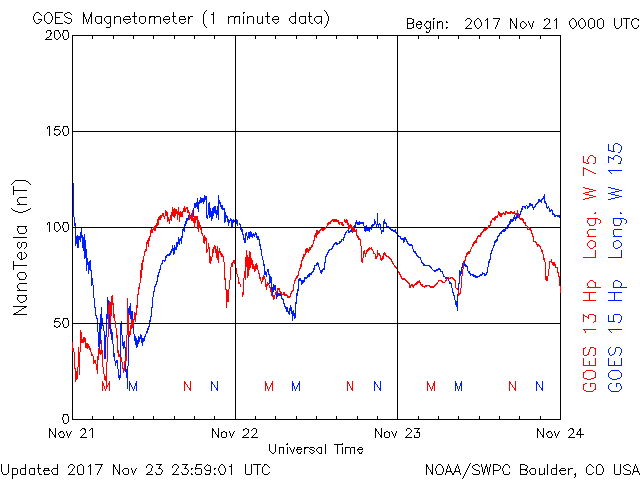 GOES Magnetometer (1 minute data)
Begin: 2017 Nov 21 0000 UTC
200
150
100
50
0
NanoTesla (nT)
M M N N M M N N M M N N
Nov 21 Nov 22 Nov 23 Nov 24
Universal Time
GOES 13 Hp Long. W 75
GOES 15 Hp Long. W 135
Updated 2017 Nov 23 23:59:01 UTC
NOAA/SWPC Boulder, CO USA